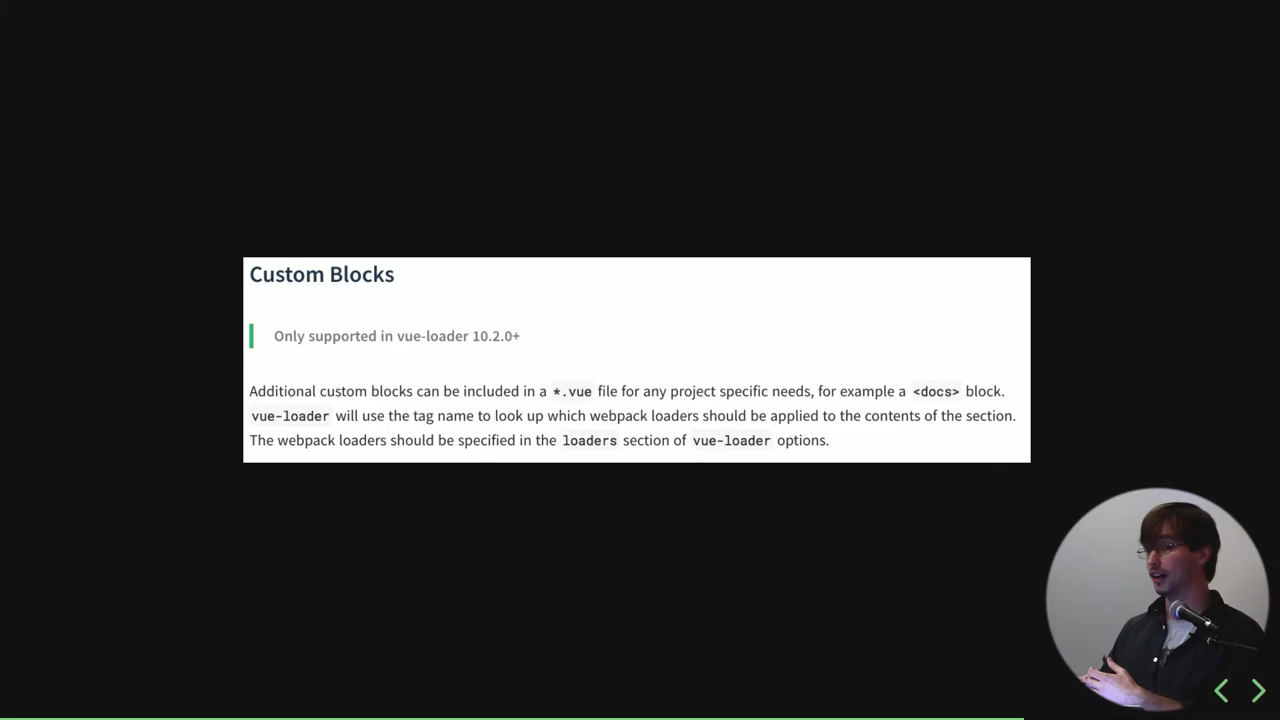 Custom Blocks
Only supported in vue-loader 10.2.0+
Additional custom blocks can be included in a *.vue file for any project specific needs, for example a <docs> block.
vue-loader will use the tag name to look up which webpack loaders should be applied to the contents of the section.
The webpack loaders should be specified in the loaders section of vue-loader options.